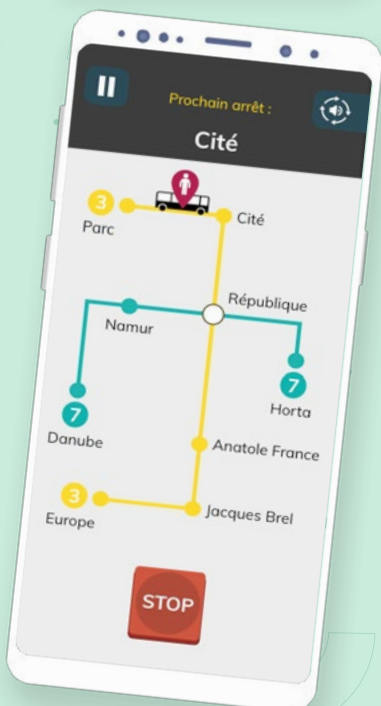 Prochain arrêt :
Cité
3
Parc
Cité
République
Namur
7
Horta
7
Danube
Anatole France
3
Europe
Jacques Brel
STOP